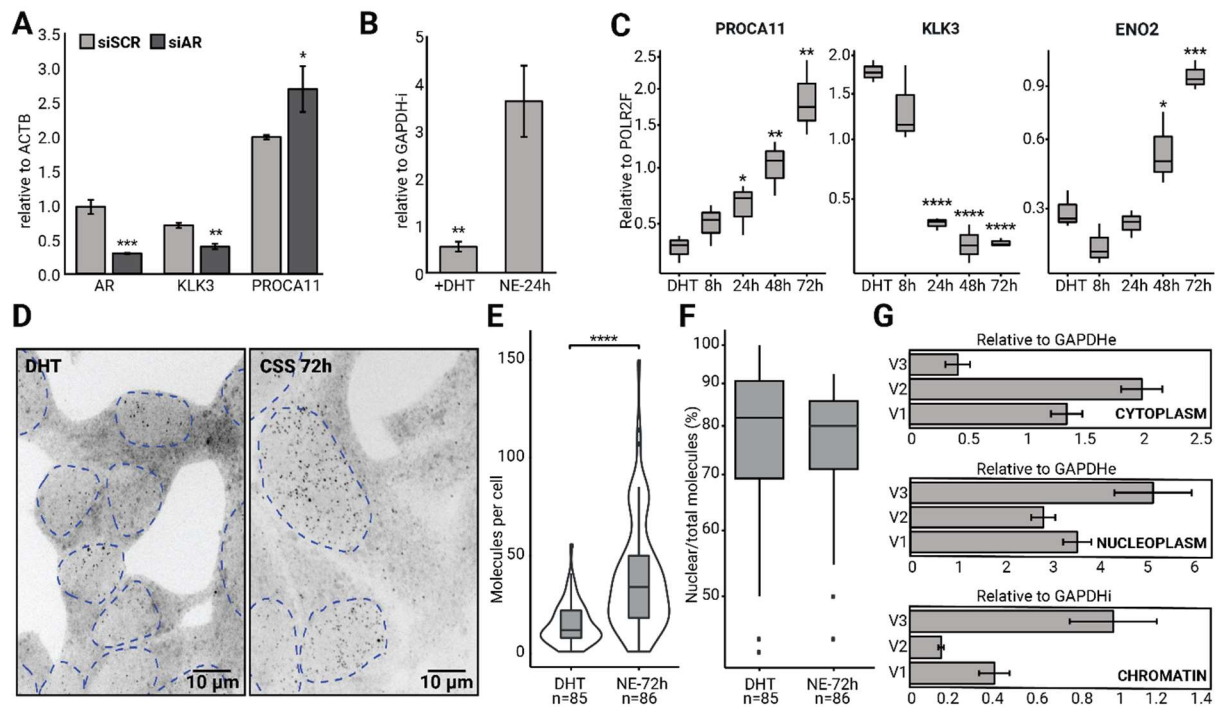 A
siSCR siAR
relative to ACTB
3.5
3.0
2.5
2.0
1.5
1.0
0.5
0.0
***
**
*
AR KLK3 PROCA11
B
relative to GAPDH-i
5
4
3
2
1
0
**
+DHT NE-24h
C
Relative to POLR2F
PROCA11
2.5
2.0
1.5
1.0
0.5
*
**
**
DHT 8h 24h 48h 72h
KLK3
2.0
1.5
1.0
0.5
**** **** ****
DHT 8h 24h 48h 72h
ENO2
0.9
0.6
0.3
*
***
DHT 8h 24h 48h 72h
D
DHT
10 µm
CSS 72h
10 µm
E
Molecules per cell
150
100
50
0
****
DHT NE-72h
n=85 n=86
F
Nuclear/total molecules (%)
100
90
80
70
60
50
DHT NE-72h
n=85 n=86
G
Relative to GAPDHe
V3
V2
V1
CYTOPLASM
0 0.5 1 1.5 2 2.5
Relative to GAPDHe
V3
V2
V1
NUCLEOPLASM
0 1 2 3 4 5 6
Relative to GAPDHi
V3
V2
V1
CHROMATIN
0 0.2 0.4 0.6 0.8 1 1.2 1.4